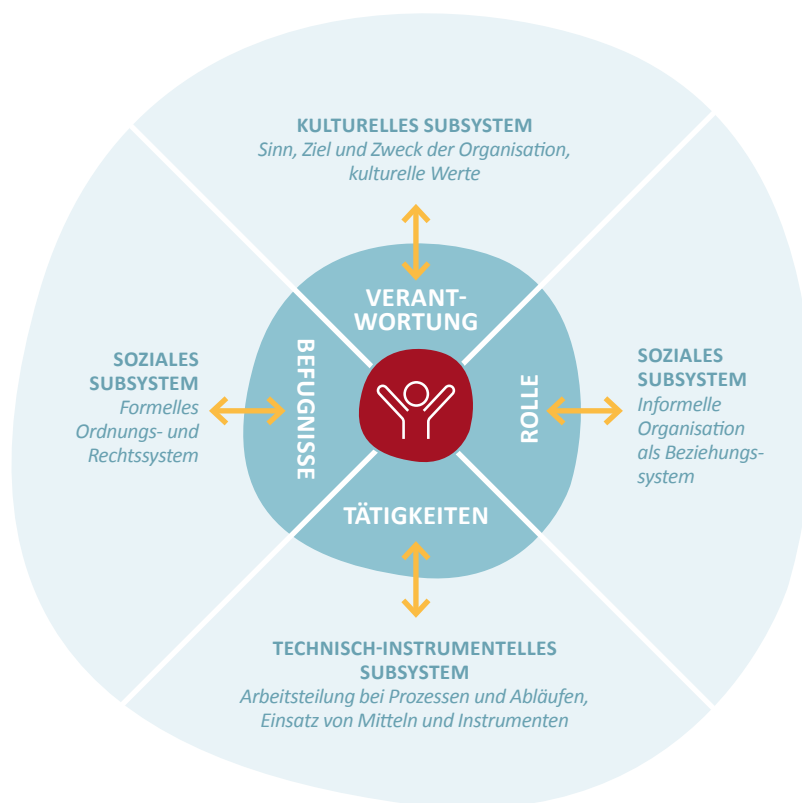 KULTURELLES SUBSYSTEM
Sinn, Ziel und Zweck der Organisation,
kulturelle Werte
VERANT-
WORTUNG
BEFUGNISSE
ROLLE
TÄTIGKEITEN
SOZIALES
SUBSYSTEM
Formelles
Ordnungs- und
Rechtssystem
SOZIALES
SUBSYSTEM
Informelle
Organisation
als Beziehungs-
system
TECHNISCH-INSTRUMENTELLES
SUBSYSTEM
Arbeitsteilung bei Prozessen und Abläufen,
Einsatz von Mitteln und Instrumenten